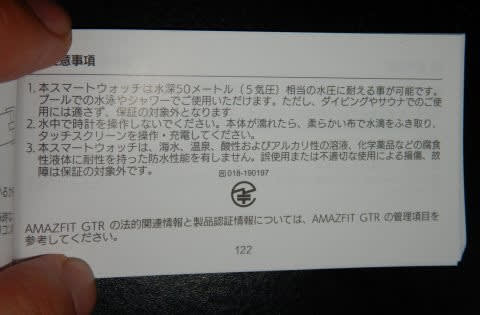 意事項
1. 本スマートウォッチは水深50メートル（5気圧）相当の水圧に耐える事が可能です。
プールでの水泳やシャワーでご使用いただけます。ただし、ダイビングやサウナでのご使
用には適さず、保証の対象外となります
2. 水中で時計を操作しないでください。本体が濡れたら、柔らかい布で水滴をふき取り、
タッチスクリーンを操作・充電してください。
3. 本スマートウォッチは、海水、温泉、酸性およびアルカリ性の溶液、化学薬品などの腐食
性液体に耐性を持った防水性能を有しません。誤使用または不適切な使用による損傷、故
障は保証の対象外です。
018-190197
AMAZFIT GTR の法的関連情報と製品認証情報については、AMAZFIT GTR の管理項目を
参考してください。
122